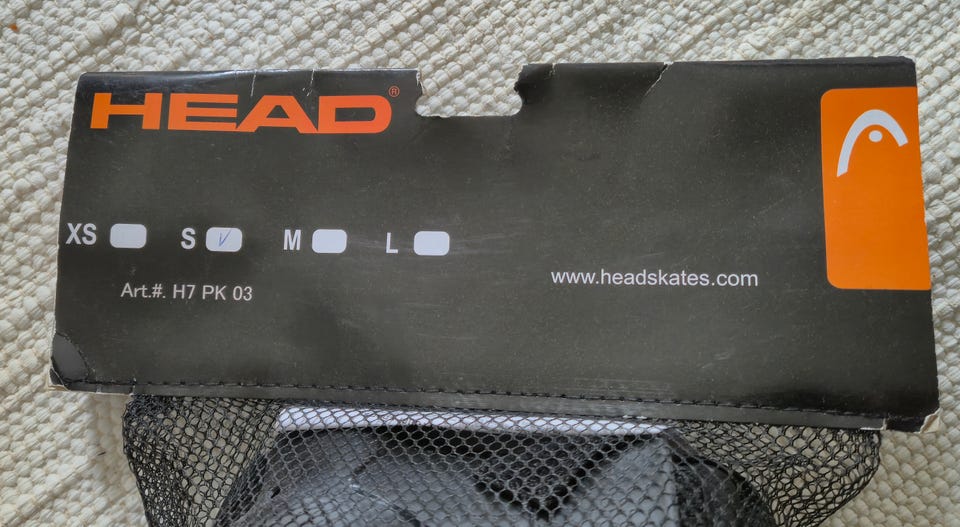 HEAD®
XS S M L
Art.#. H7 PK 03
www.headskates.com